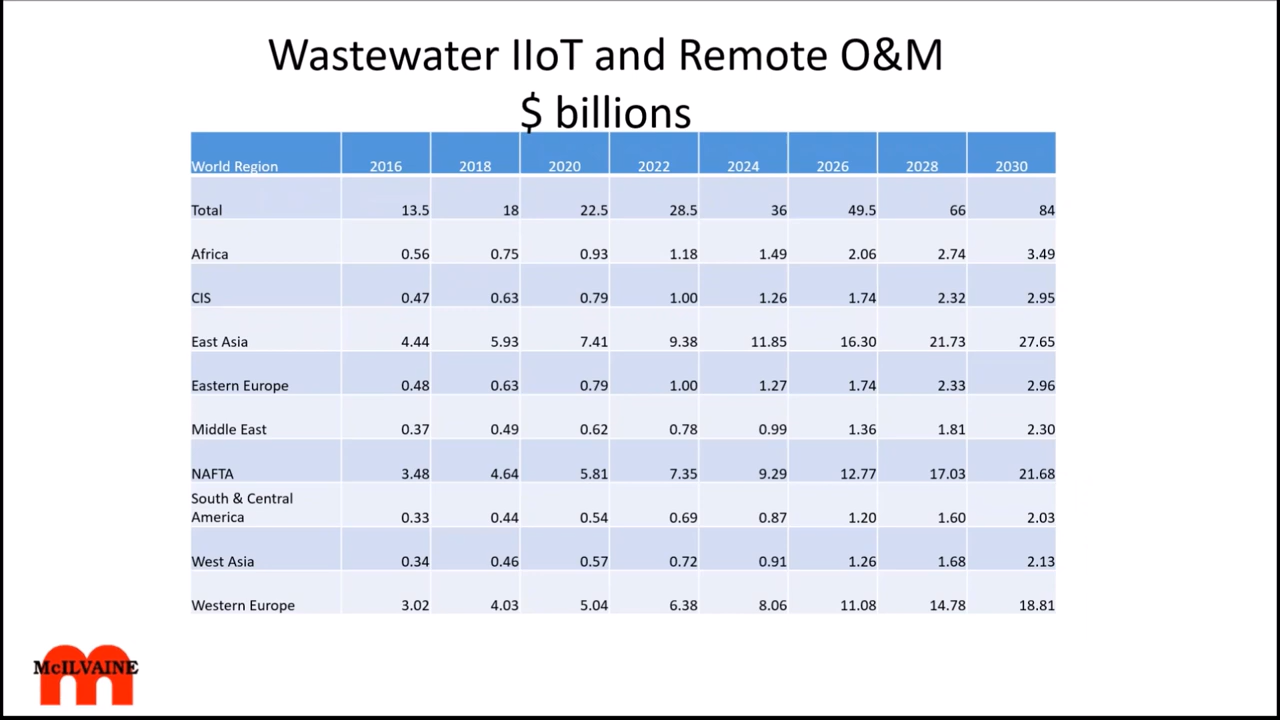 Wastewater IIoT and Remote O&M
$ billions
World Region 2016 2018 2020 2022 2024 2026 2028 2030
Total 13.5 18 22.5 28.5 36 49.5 66 84
Africa 0.56 0.75 0.93 1.18 1.49 2.06 2.74 3.49
CIS 0.47 0.63 0.79 1.00 1.26 1.74 2.32 2.95
East Asia 4.44 5.93 7.41 9.38 11.85 16.30 21.73 27.65
Eastern Europe 0.48 0.63 0.79 1.00 1.27 1.74 2.33 2.96
Middle East 0.37 0.49 0.62 0.78 0.99 1.36 1.81 2.30
NAFTA 3.48 4.64 5.81 7.35 9.29 12.77 17.03 21.68
South & Central
America 0.33 0.44 0.54 0.69 0.87 1.20 1.60 2.03
West Asia 0.34 0.46 0.57 0.72 0.91 1.26 1.68 2.13
Western Europe 3.02 4.03 5.04 6.38 8.06 11.08 14.78 18.81
McILVAINE